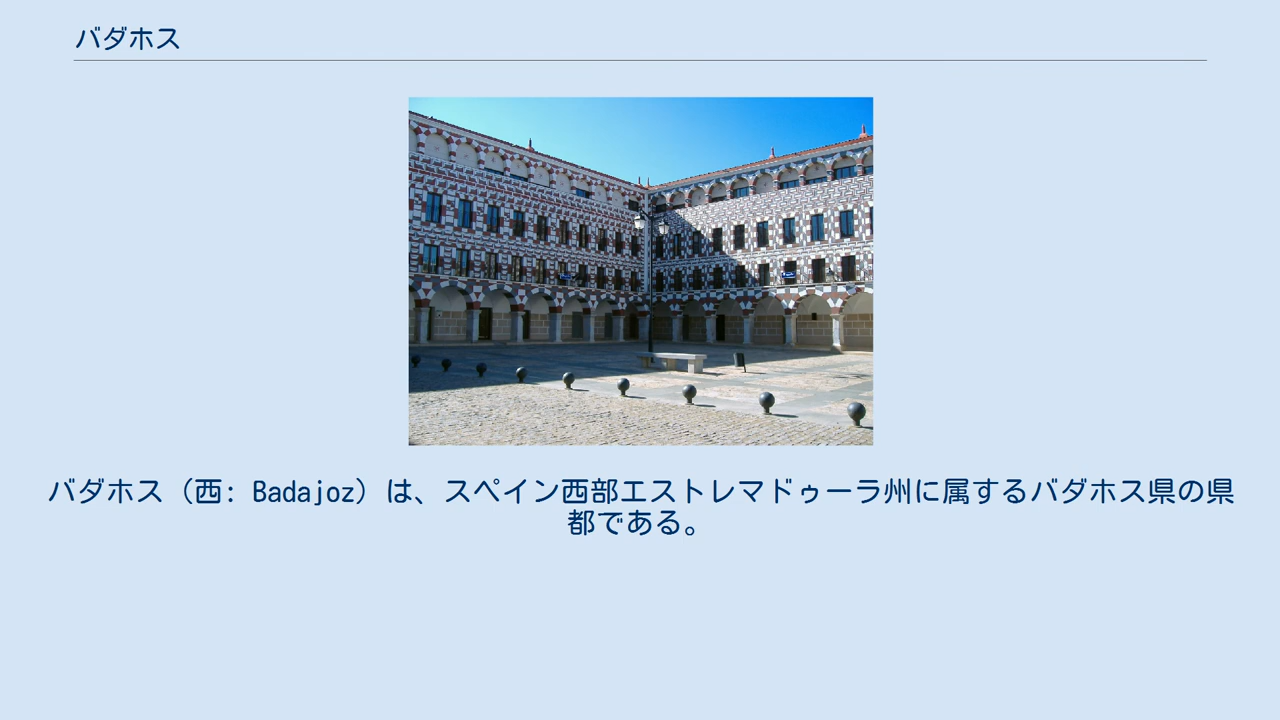 バダホス
バダホス（西: Badajoz）は、スペイン西部エストレマドゥーラ州に属するバダホス県の県
都である。